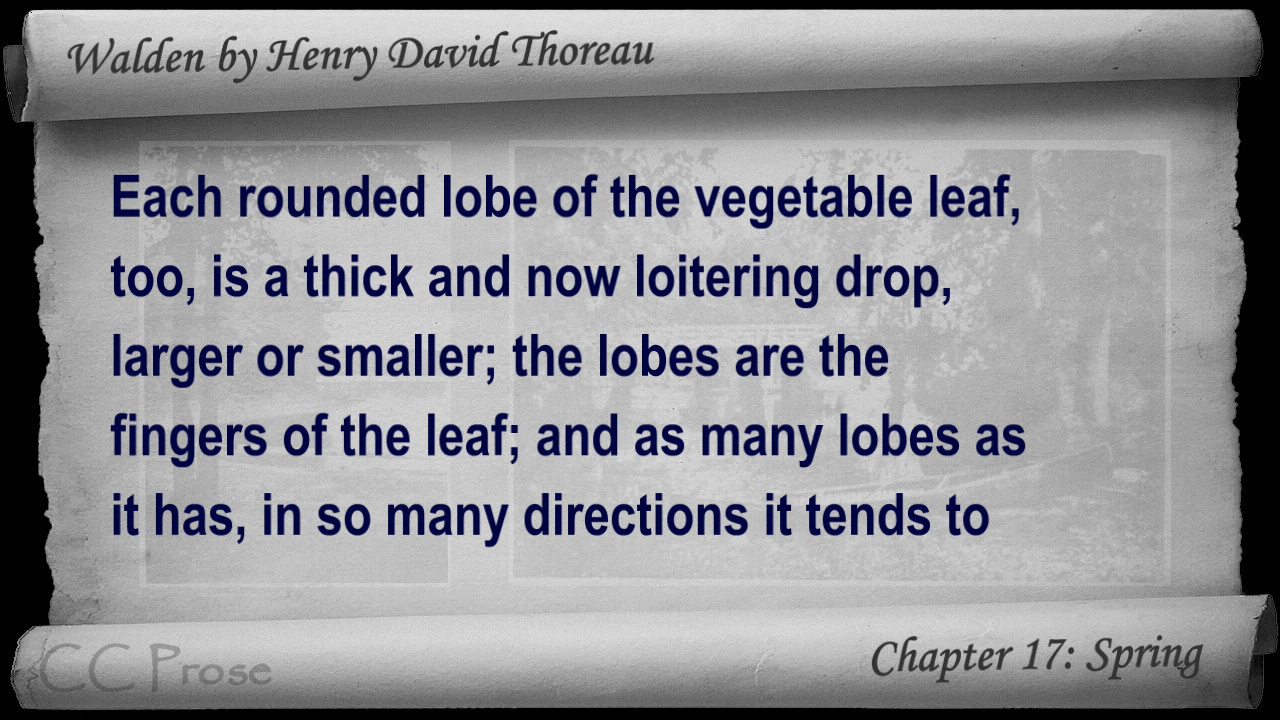 Walden by Henry David Thoreau
Each rounded lobe of the vegetable leaf,
too, is a thick and now loitering drop,
larger or smaller; the lobes are the
fingers of the leaf; and as many lobes as
it has, in so many directions it tends to
CC Prose
Chapter 17: Spring